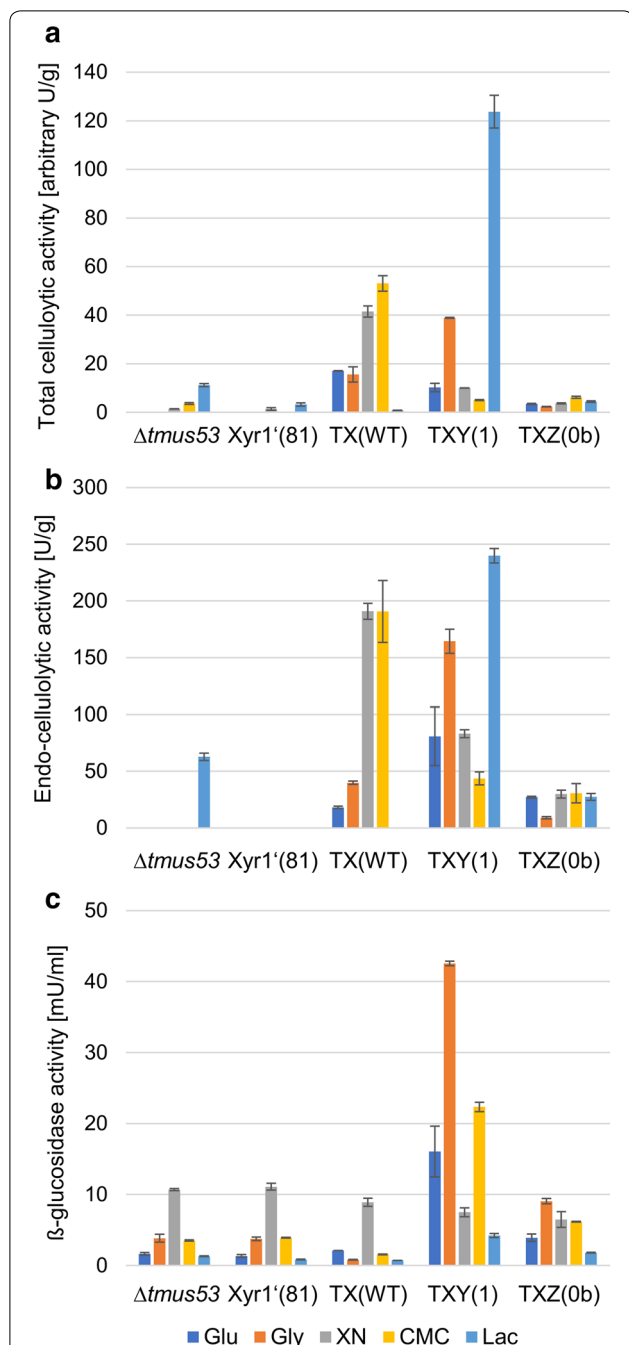 a
Total celluloytic activity [arbitrary U/g]
140
120
100
80
60
40
20
0
Δtmus53 Xyr1‘(81) TX(WT) TXY(1) TXZ(0b)
b
Endo-cellulolytic activity [U/g]
300
250
200
150
100
50
0
Δtmus53 Xyr1‘(81) TX(WT) TXY(1) TXZ(0b)
c
ß-glucosidase activity [mU/ml]
50
40
30
20
10
0
Δtmus53 Xyr1‘(81) TX(WT) TXY(1) TXZ(0b)
Glu Gly XN CMC Lac